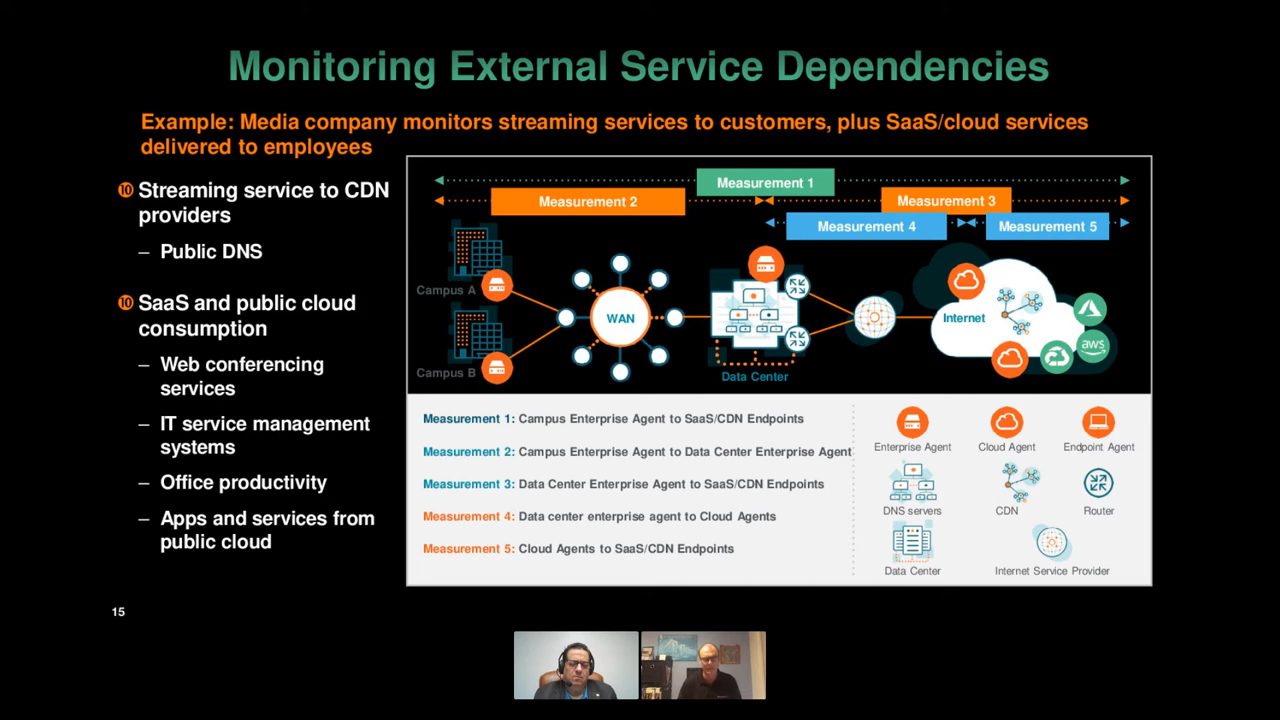 Monitoring External Service Dependencies
Example: Media company monitors streaming services to customers, plus SaaS/cloud services
delivered to employees
⑩ Streaming service to CDN
providers
– Public DNS
⑩ SaaS and public cloud
consumption
– Web conferencing
services
– IT service management
systems
– Office productivity
– Apps and services from
public cloud
Measurement 1
Measurement 2
Measurement 3
Measurement 4
Measurement 5
Campus A
Campus B
WAN
Data Center
Internet
aws
Measurement 1: Campus Enterprise Agent to SaaS/CDN Endpoints
Measurement 2: Campus Enterprise Agent to Data Center Enterprise Agent
Measurement 3: Data Center Enterprise Agent to SaaS/CDN Endpoints
Measurement 4: Data center enterprise agent to Cloud Agents
Measurement 5: Cloud Agents to SaaS/CDN Endpoints
Enterprise Agent
Cloud Agent
Endpoint Agent
DNS servers
CDN
Router
Data Center
Internet Service Provider
15